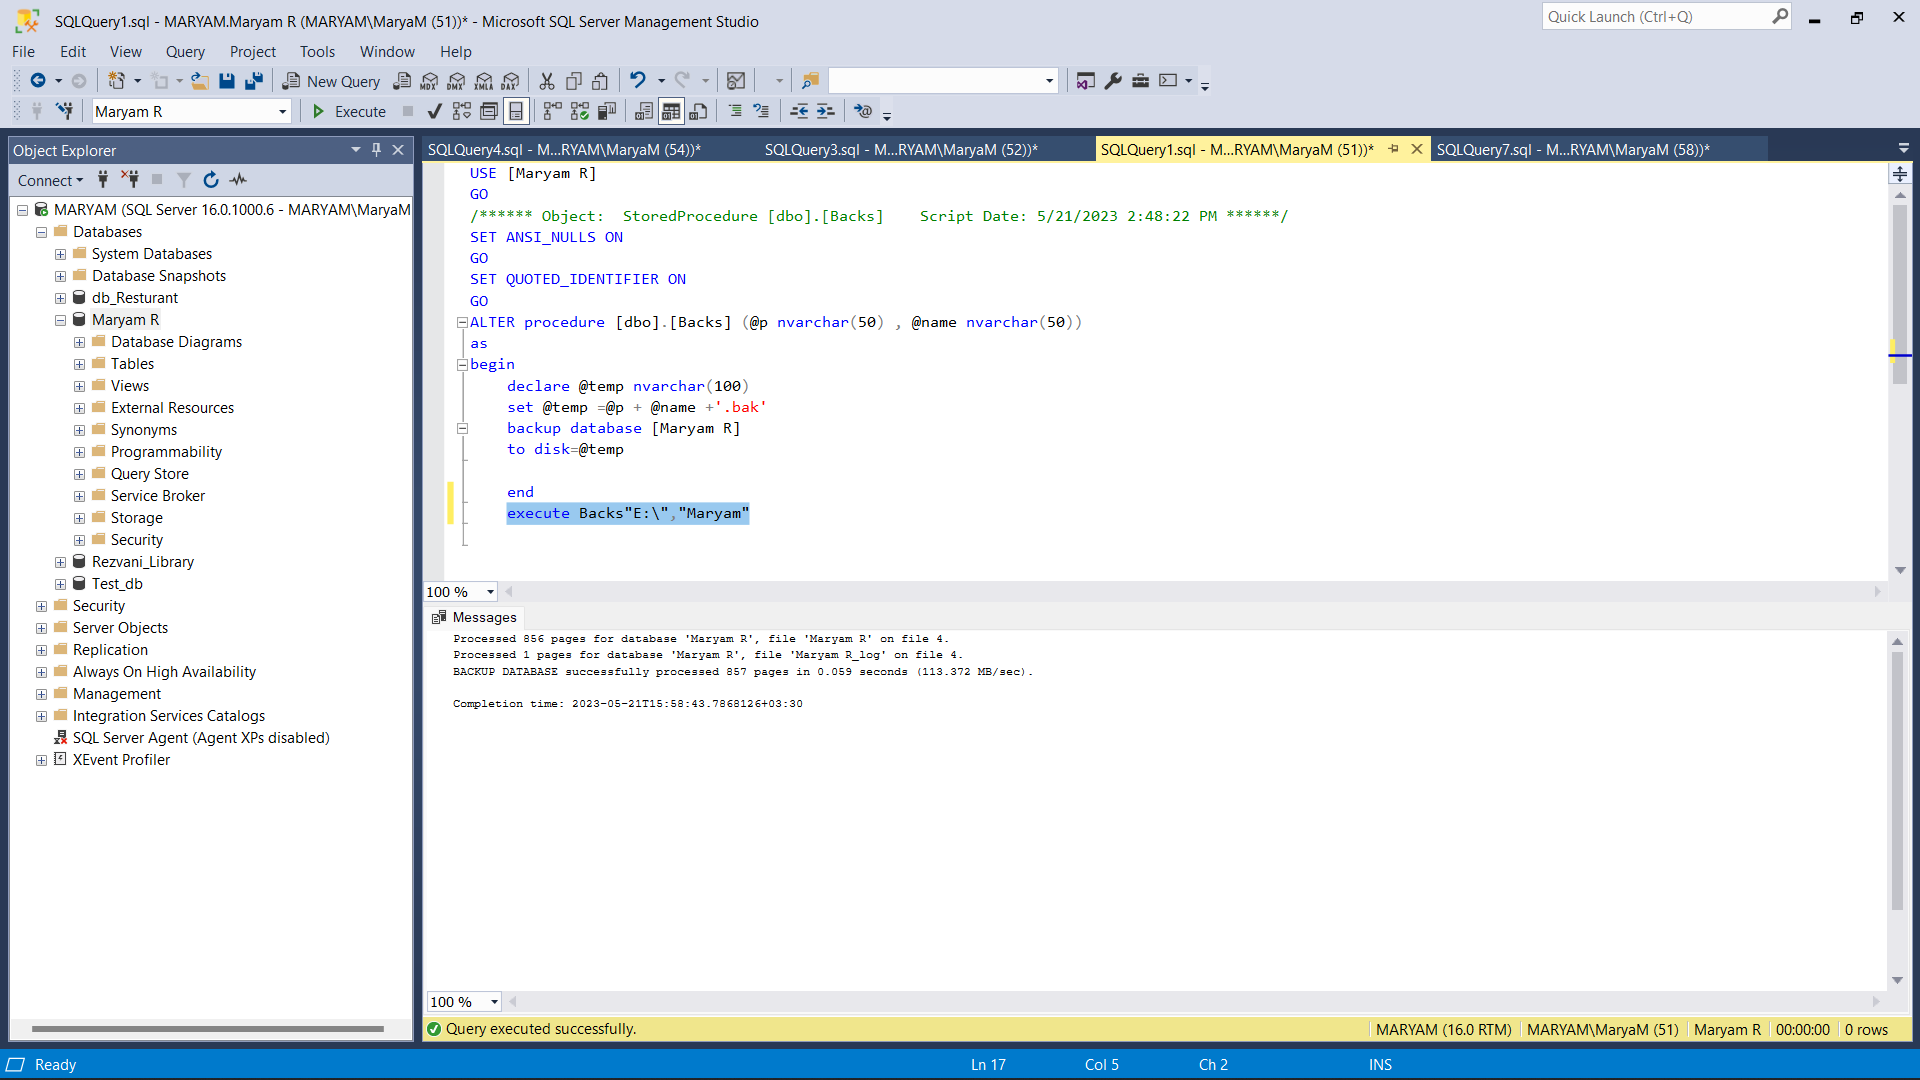 SQLQuery1.sql - MARYAM.Maryam R (MARYAM\MaryaM (51))* - Microsoft SQL Server Management Studio
Quick Launch (Ctrl+Q)
File Edit View Query Project Tools Window Help
New Query MDX DMX XMLA DAX
Maryam R Execute
Object Explorer
Connect
MARYAM (SQL Server 16.0.1000.6 - MARYAM\MaryaM
Databases
System Databases
Database Snapshots
db_Resturant
Maryam R
Database Diagrams
Tables
Views
External Resources
Synonyms
Programmability
Query Store
Service Broker
Storage
Security
Rezvani_Library
Test_db
Security
Server Objects
Replication
Always On High Availability
Management
Integration Services Catalogs
SQL Server Agent (Agent XPs disabled)
XEvent Profiler
SQLQuery4.sql - M...RYAM\MaryaM (54))* SQLQuery3.sql - M...RYAM\MaryaM (52))* SQLQuery1.sql - M...RYAM\MaryaM (51))* SQLQuery7.sql - M...RYAM\MaryaM (58))*
USE [Maryam R]
GO
/****** Object:  StoredProcedure [dbo].[Backs]    Script Date: 5/21/2023 2:48:22 PM ******/
SET ANSI_NULLS ON
GO
SET QUOTED_IDENTIFIER ON
GO
ALTER procedure [dbo].[Backs] (@p nvarchar(50) , @name nvarchar(50))
as
begin
declare @temp nvarchar(100)
set @temp =@p + @name +'.bak'
backup database [Maryam R]
to disk=@temp
end
execute Backs"E:\","Maryam"
100 %
Messages
Processed 856 pages for database 'Maryam R', file 'Maryam R' on file 4.
Processed 1 pages for database 'Maryam R', file 'Maryam R_log' on file 4.
BACKUP DATABASE successfully processed 857 pages in 0.059 seconds (113.372 MB/sec).
Completion time: 2023-05-21T15:58:43.7868126+03:30
100 %
Query executed successfully. MARYAM (16.0 RTM) MARYAM\MaryaM (51) Maryam R 00:00:00 0 rows
Ready Ln 17 Col 5 Ch 2 INS